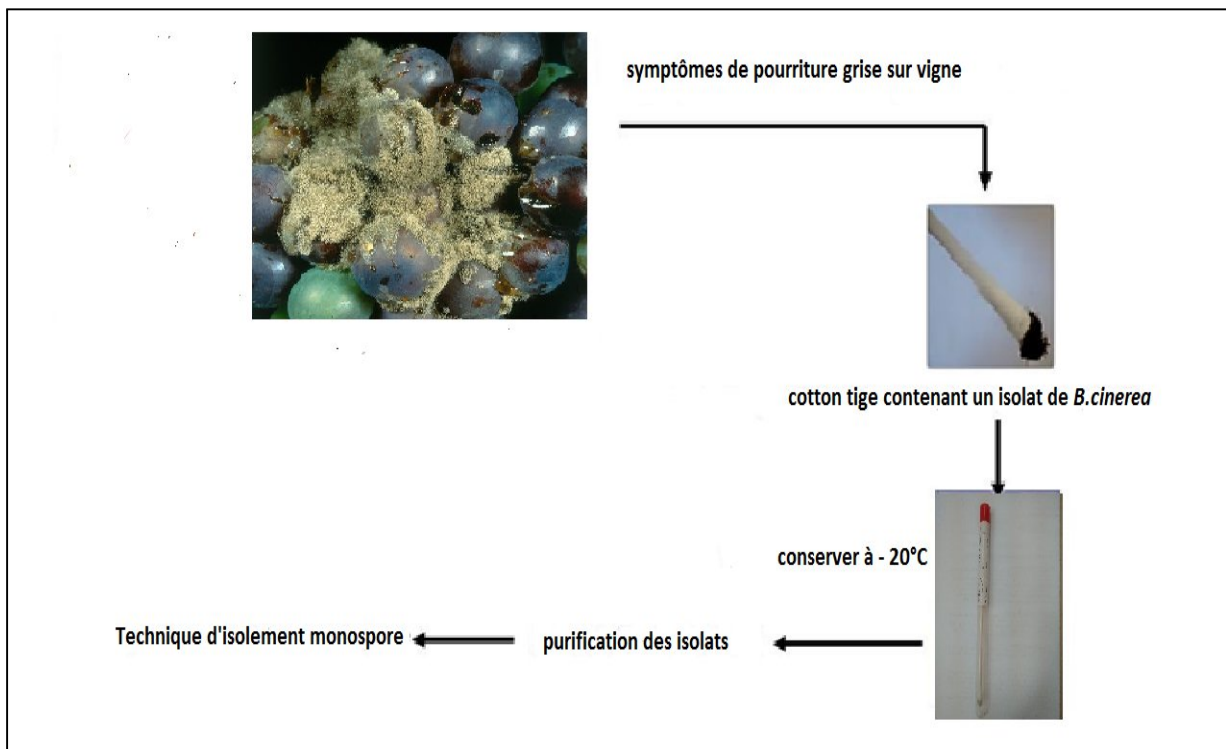 symptômes de pourriture grise sur vigne
cotton tige contenant un isolat de B.cinerea
conserver à - 20°C
purification des isolats
Technique d'isolement monospore